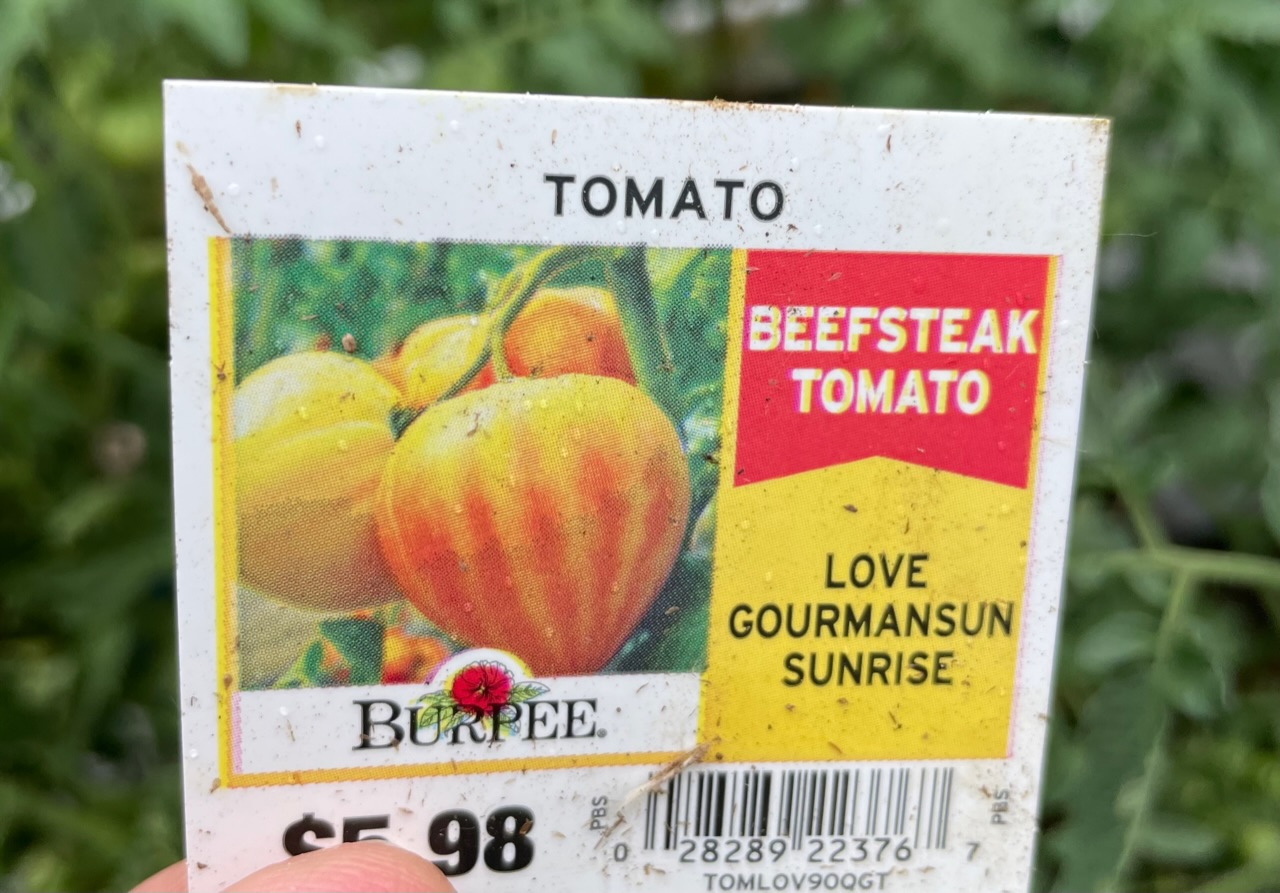 TOMATO
BEEFSTEAK
TOMATO
LOVE
GOURMANSUN
SUNRISE
BURPEE.
$5.98
PBS
PBS
0 28289 22376 7
TOMLOV90QGT